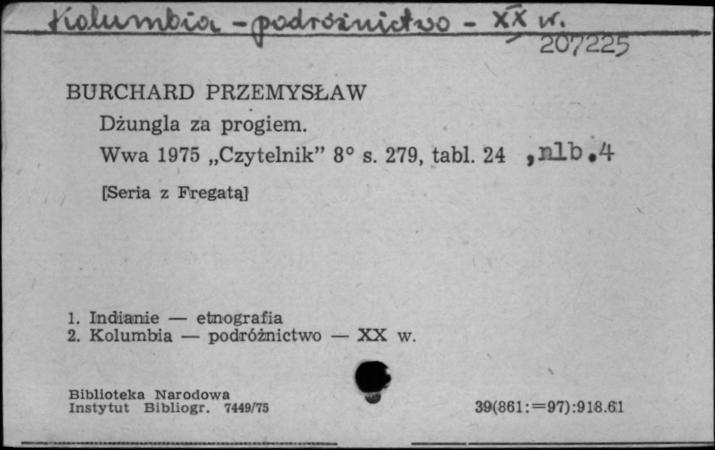 Kolumbia - podróżnictwo - XX w.
207225
BURCHARD PRZEMYSŁAW
Dżungla za progiem.
Wwa 1975 „Czytelnik” 8° s. 279, tabl. 24 ,nlb.4
[Seria z Fregatą]
1. Indianie — etnografia
2. Kolumbia — podróżnictwo — XX w.
Biblioteka Narodowa
Instytut Bibliogr. 7449/75
39(861:=97):918.61